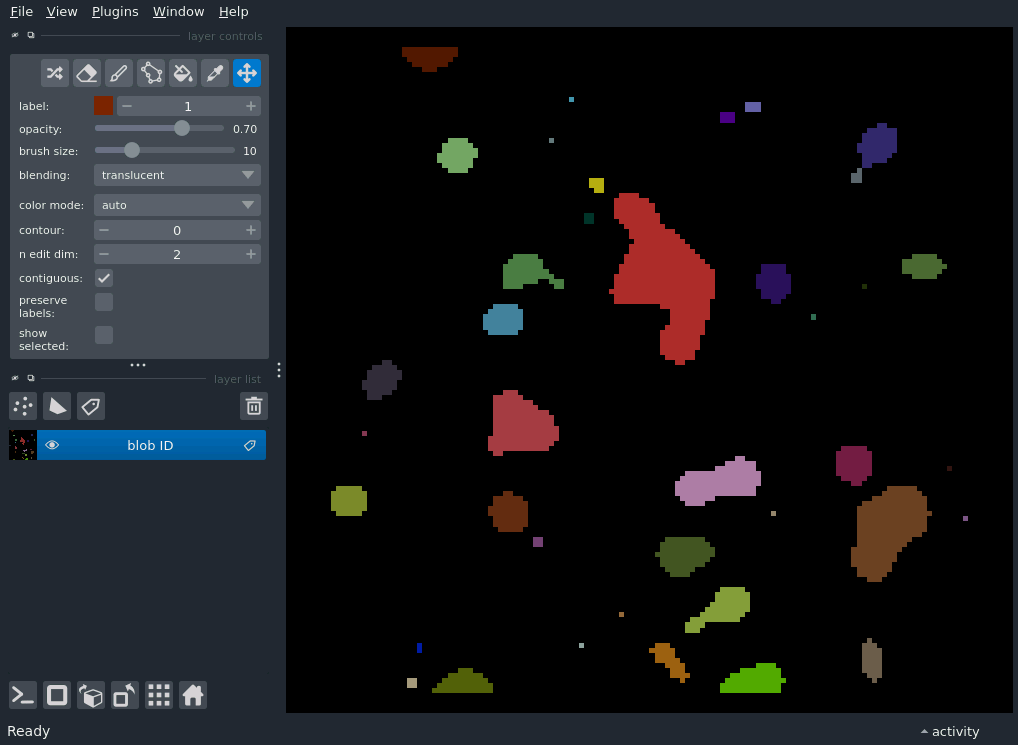 File View Plugins Window Help
layer controls
label: 1
opacity: 0.70
brush size: 10
blending: translucent
color mode: auto
contour: 0
n edit dim: 2
contiguous:
preserve
labels:
show
selected:
layer list
blob ID
Ready
activity